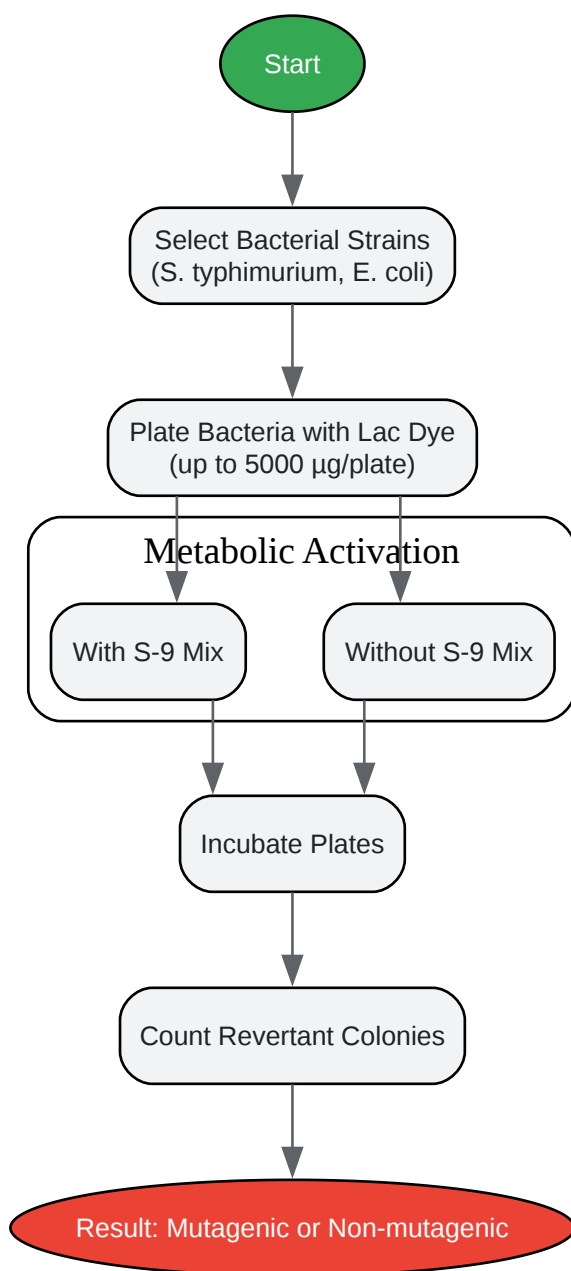 Start
Select Bacterial Strains
(S. typhimurium, E. coli)
Plate Bacteria with Lac Dye
(up to 5000 µg/plate)
Metabolic Activation
With S-9 Mix
Without S-9 Mix
Incubate Plates
Count Revertant Colonies
Result: Mutagenic or Non-mutagenic